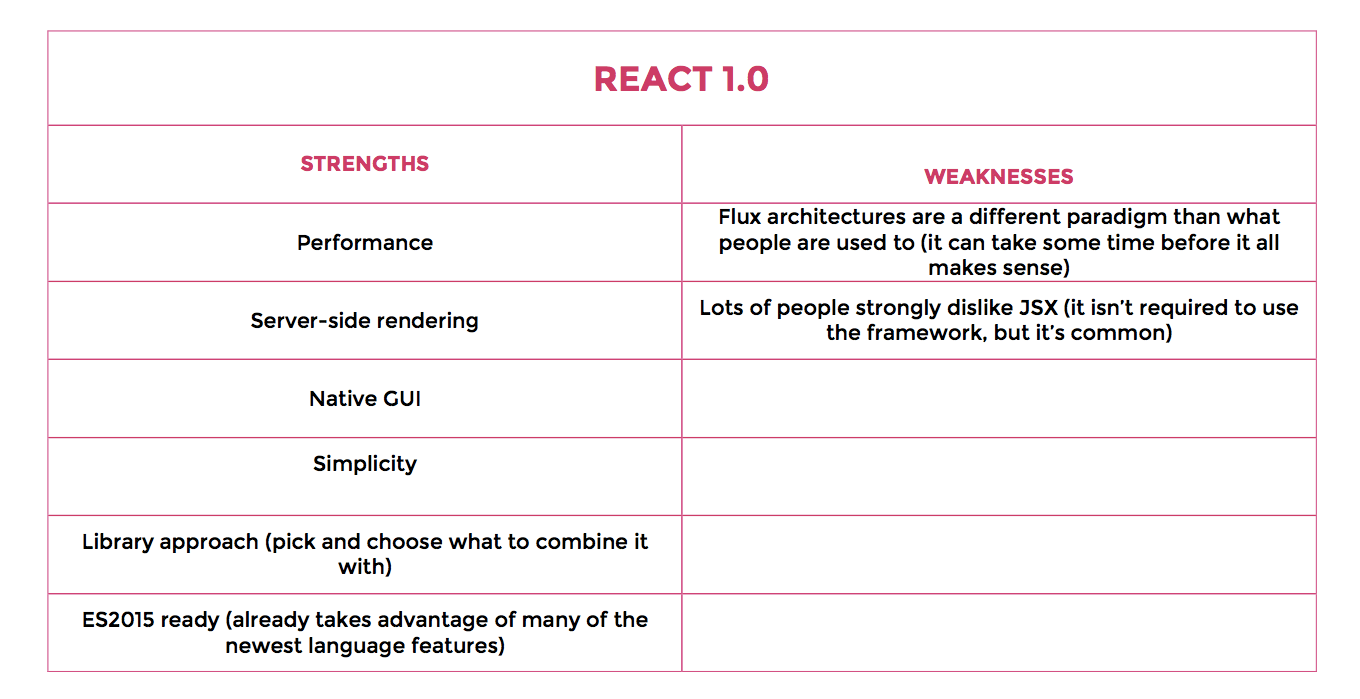 REACT 1.0
STRENGTHS
WEAKNESSES
Performance
Flux architectures are a different paradigm than what
people are used to (it can take some time before it all
makes sense)
Server-side rendering
Lots of people strongly dislike JSX (it isn’t required to use
the framework, but it’s common)
Native GUI
Simplicity
Library approach (pick and choose what to combine it
with)
ES2015 ready (already takes advantage of many of the
newest language features)